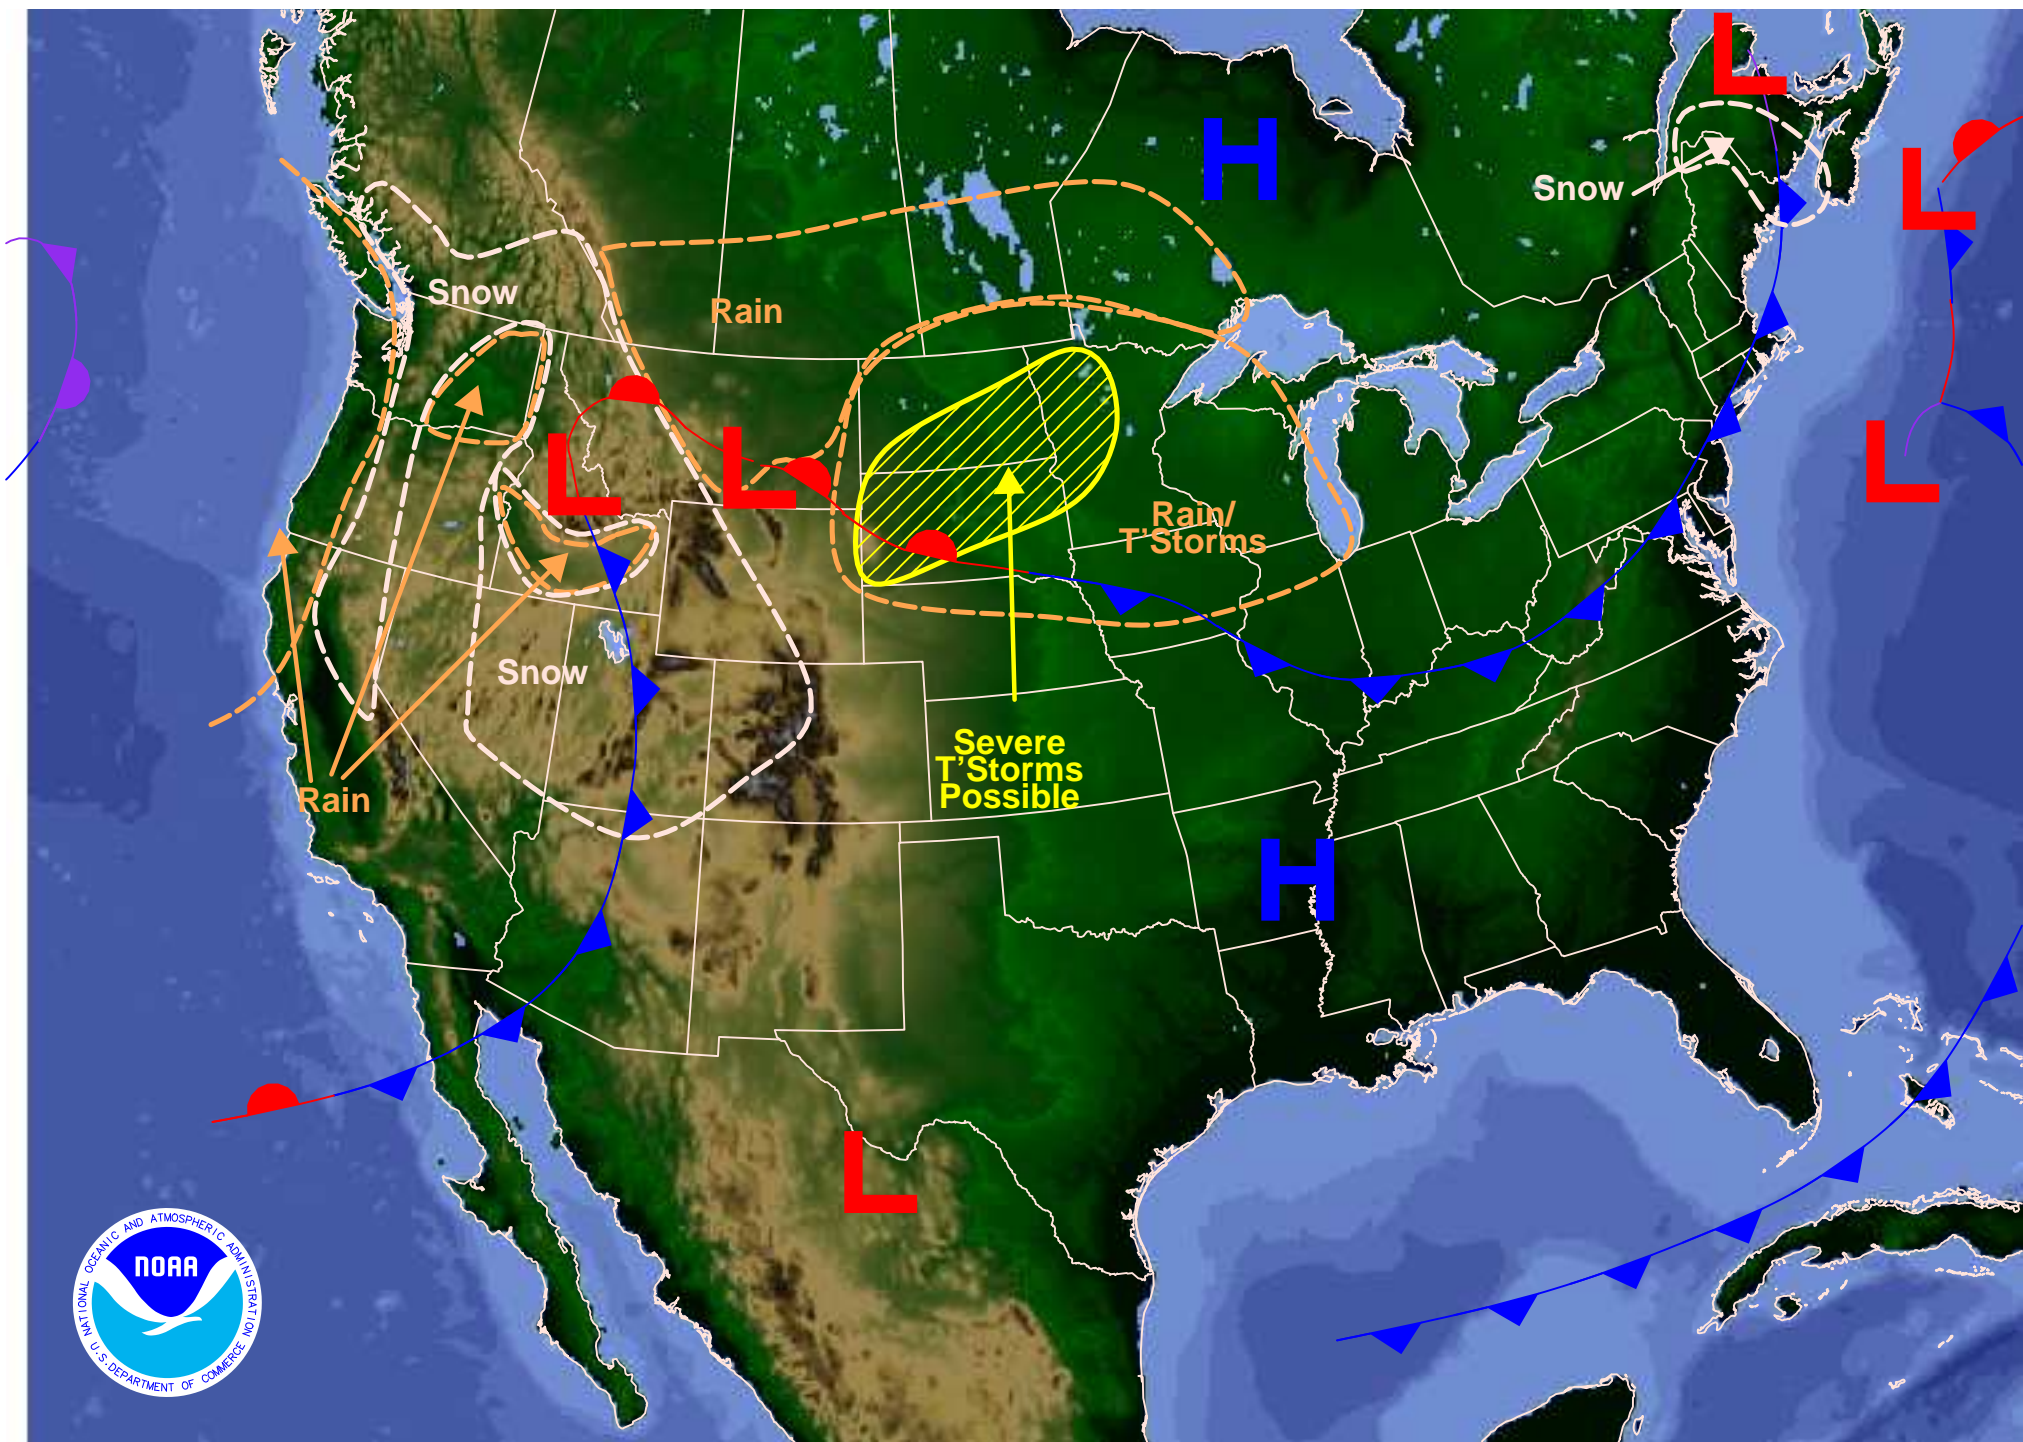 H
L
Snow
L
Snow
Rain
L
L
L
Rain/
T'Storms
Snow
Severe
T'Storms
Possible
Rain
H
L
NATIONAL OCEANIC AND ATMOSPHERIC ADMINISTRATION
NOAA
U.S. DEPARTMENT OF COMMERCE